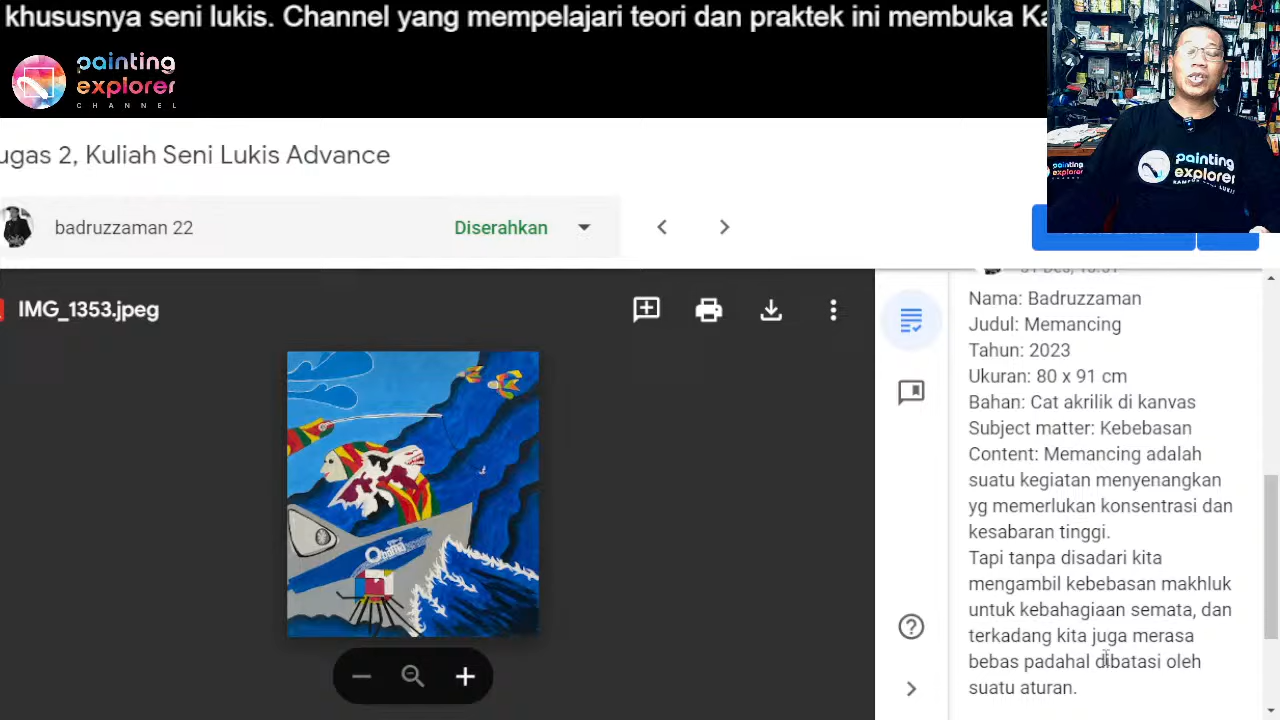 khususnya seni lukis. Channel yang mempelajari teori dan praktek ini membuka Ka
painting
explorer
CHANNEL
ugas 2, Kuliah Seni Lukis Advance
badruzzaman 22
Diserahkan
IMG_1353.jpeg
Nama: Badruzzaman
Judul: Memancing
Tahun: 2023
Ukuran: 80 x 91 cm
Bahan: Cat akrilik di kanvas
Subject matter: Kebebasan
Content: Memancing adalah
suatu kegiatan menyenangkan
yg memerlukan konsentrasi dan
kesabaran tinggi.
Tapi tanpa disadari kita
mengambil kebebasan makhluk
untuk kebahagiaan semata, dan
terkadang kita juga merasa
bebas padahal dibatasi oleh
suatu aturan.
painting
explorer
painting
explorer